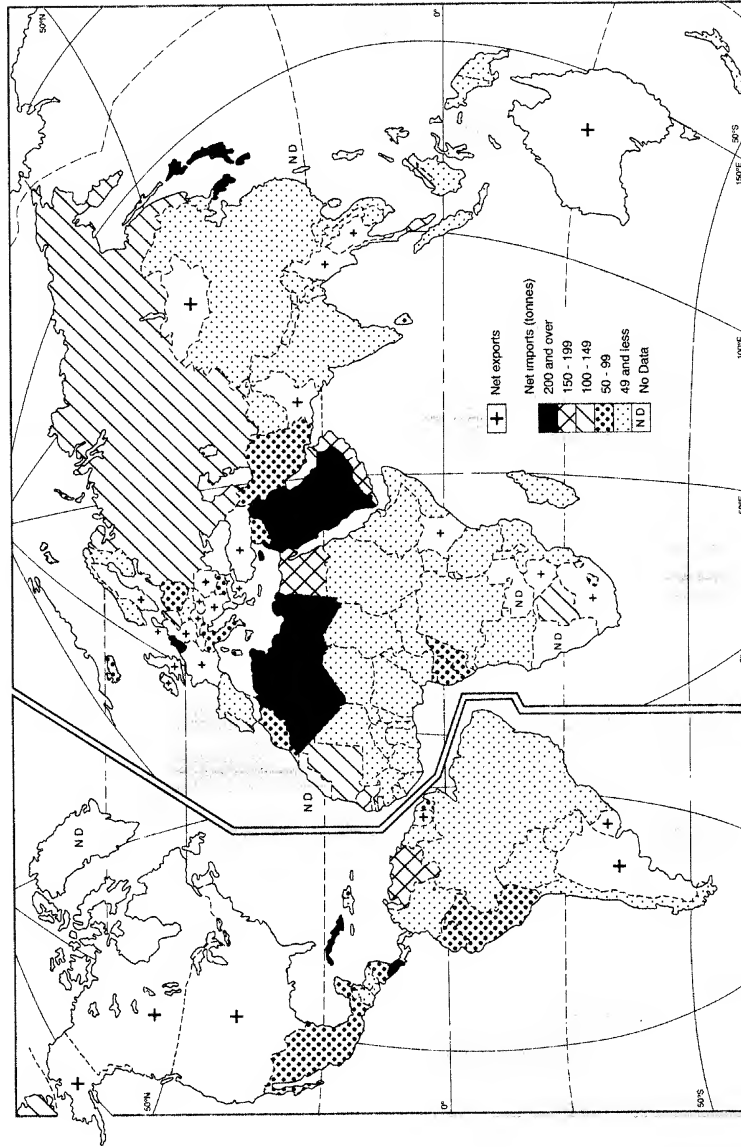 + Net exports
Net imports (tonnes)
200 and over
150 - 199
100 - 149
50 - 99
49 and less
ND No Data
50°N
0°
50°S
150°E
100°E
50°E
50°N
0°
50°S
ND
ND
ND
ND
ND